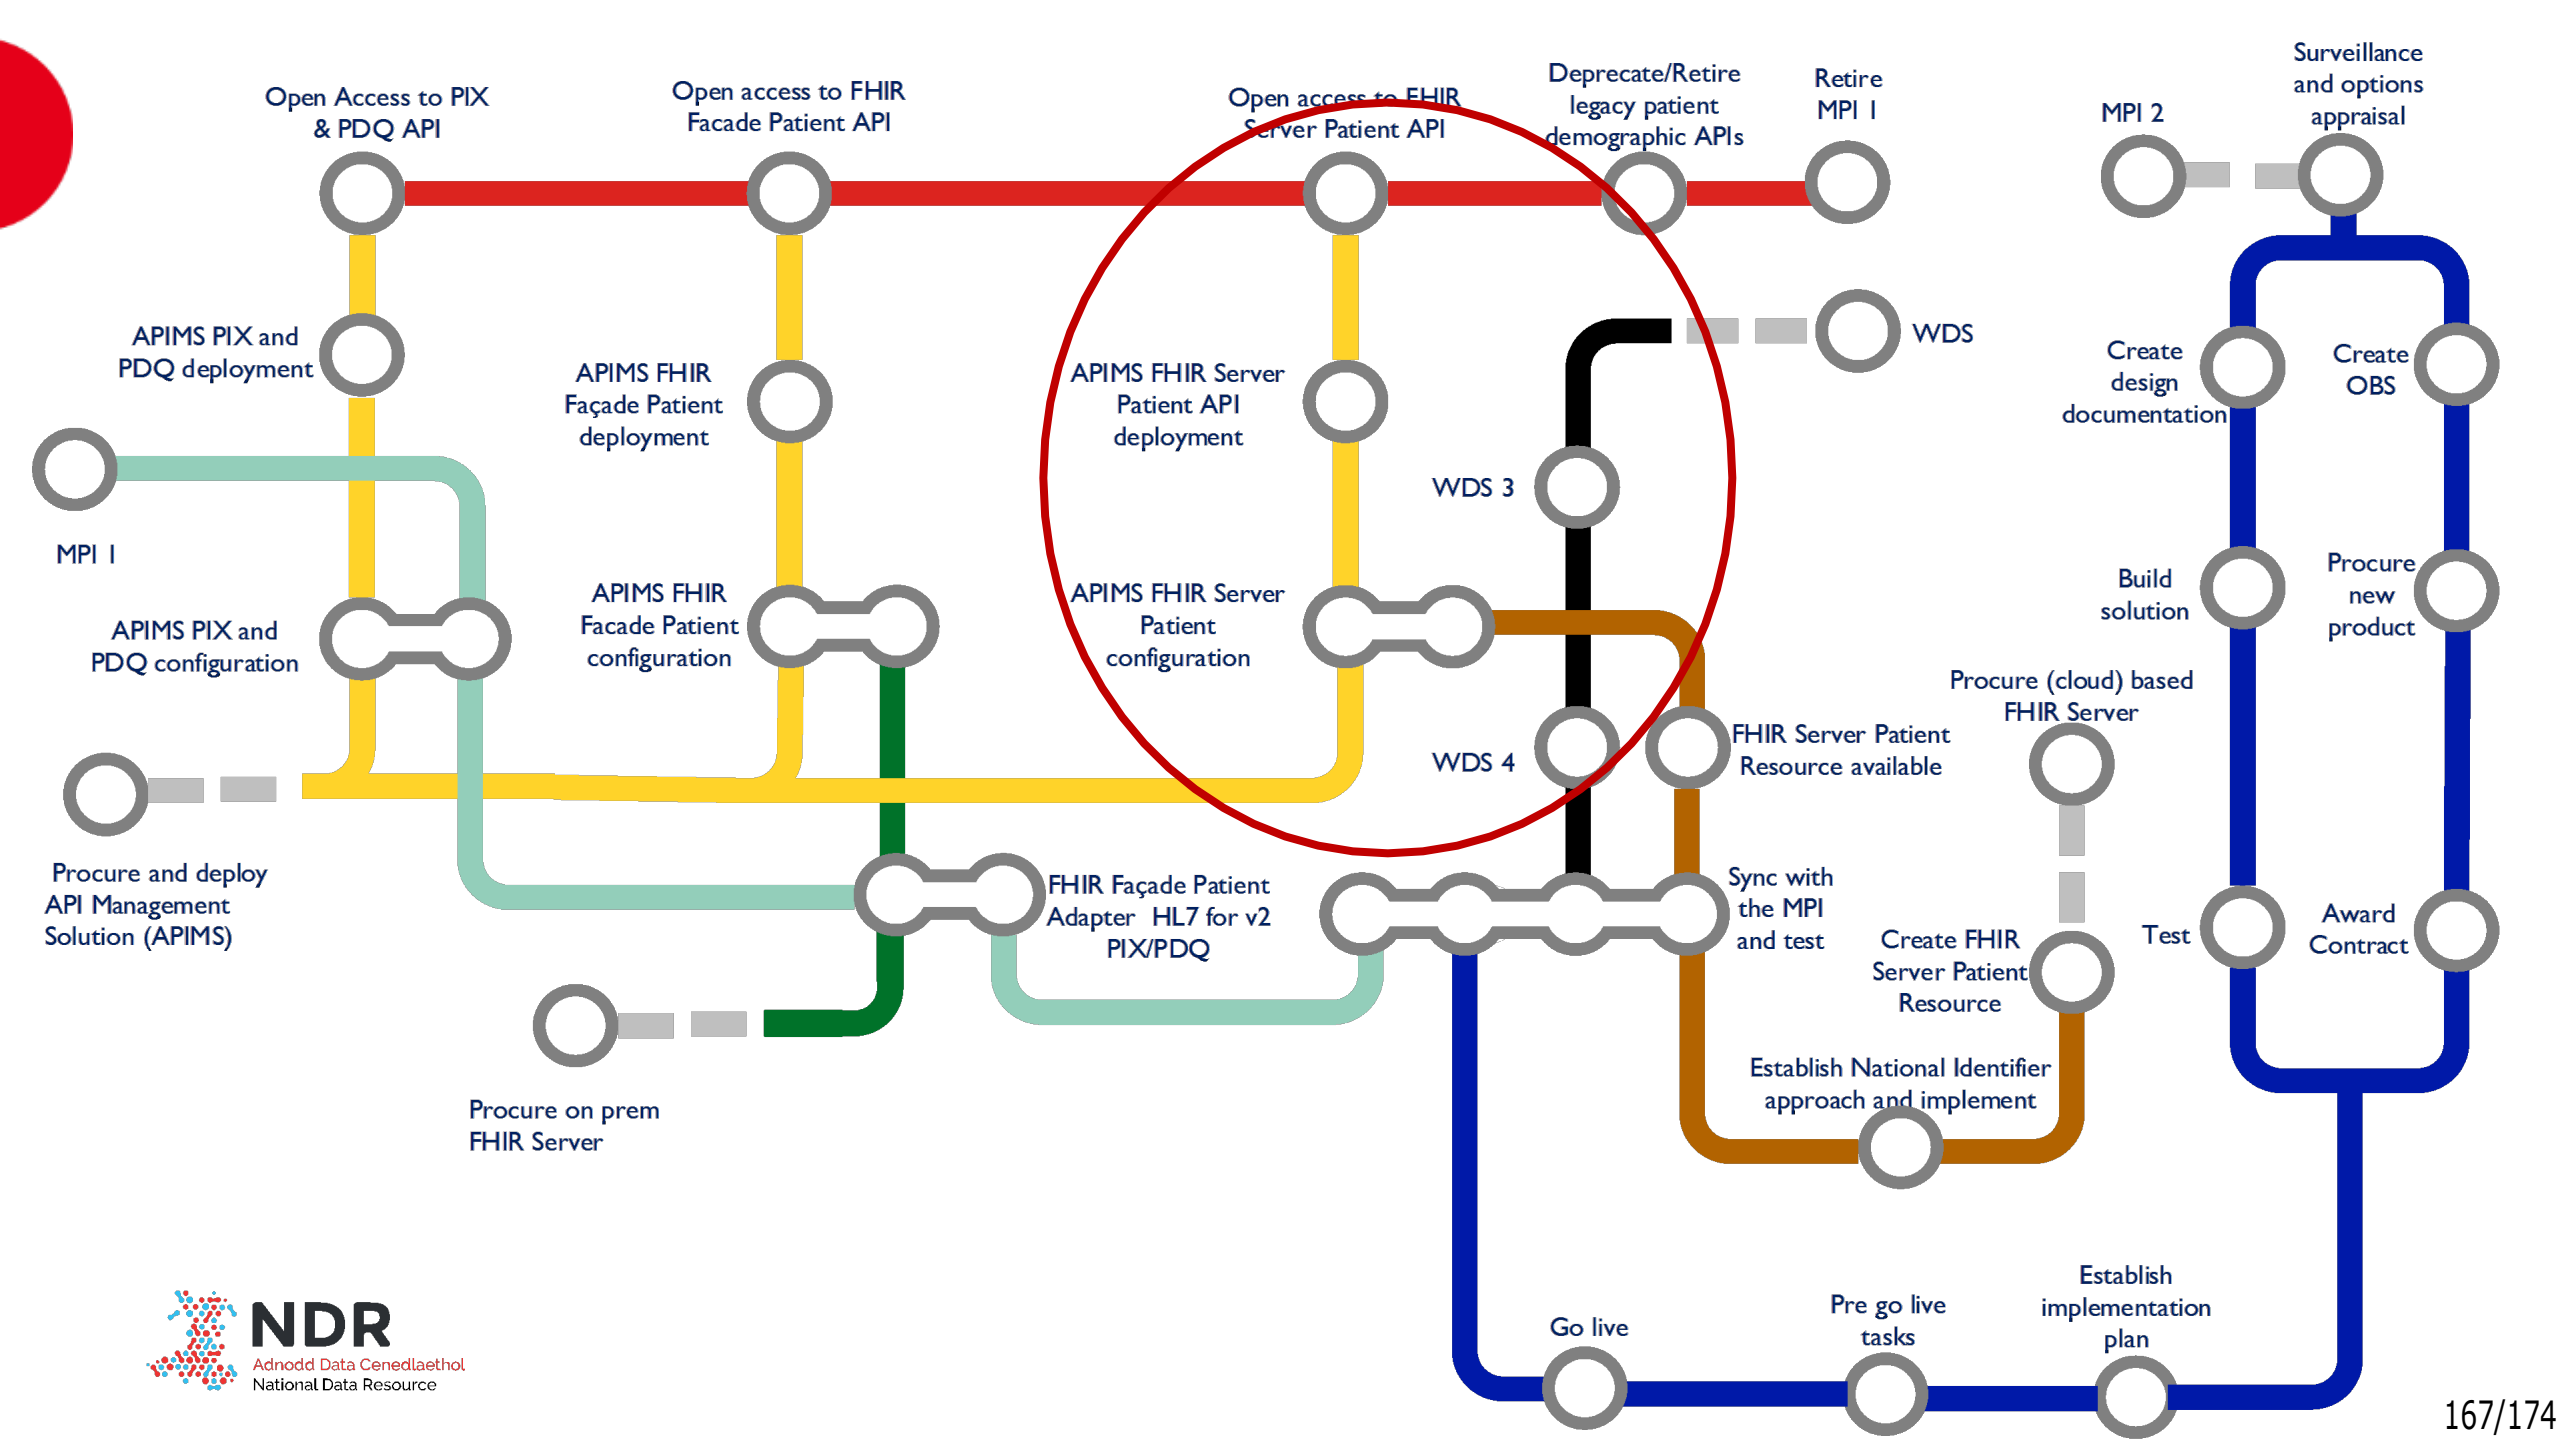 Open Access to PIX
& PDQ API
Open access to FHIR
Facade Patient API
Open access to FHIR
Server Patient API
Deprecate/Retire
legacy patient
demographic APIs
Retire
MPI 1
MPI 2
Surveillance
and options
appraisal
APIMS PIX and
PDQ deployment
APIMS FHIR
Façade Patient
deployment
APIMS FHIR Server
Patient API
deployment
WDS
WDS 3
Create
design
documentation
Create
OBS
MPI 1
APIMS PIX and
PDQ configuration
APIMS FHIR
Facade Patient
configuration
APIMS FHIR Server
Patient
configuration
Build
solution
Procure
new
product
WDS 4
FHIR Server Patient
Resource available
Procure (cloud) based
FHIR Server
Procure and deploy
API Management
Solution (APIMS)
FHIR Façade Patient
Adapter HL7 for v2
PIX/PDQ
Sync with
the MPI
and test
Create FHIR
Server Patient
Resource
Test
Award
Contract
Procure on prem
FHIR Server
Establish National Identifier
approach and implement
Go live
Pre go live
tasks
Establish
implementation
plan
NDR
Adnodd Data Cenedlaethol
National Data Resource
167/174